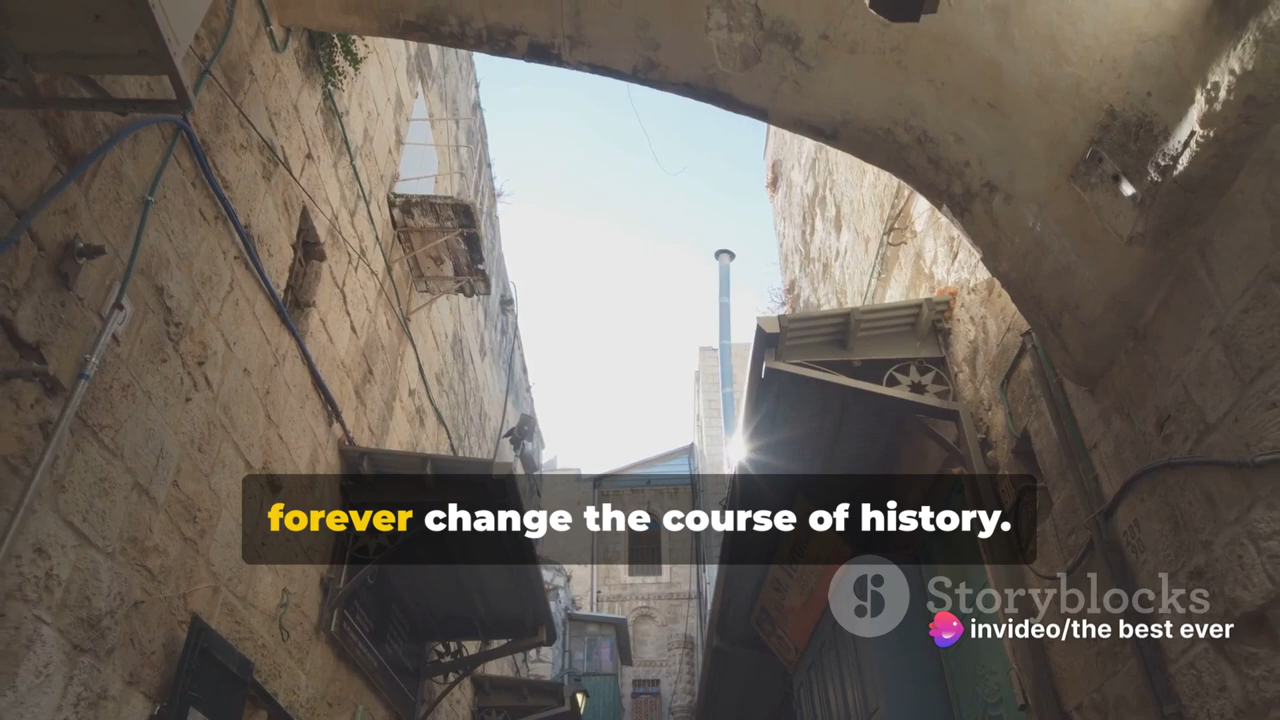 forever change the course of history.
Storyblocks
invideo/the best ever